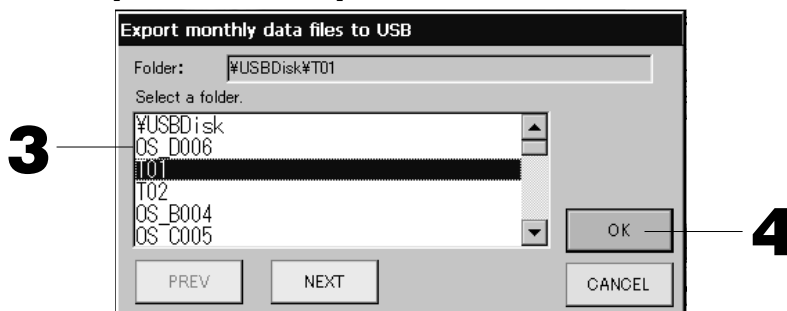 Export monthly data files to USB
Folder: ¥USBDisk¥T01
Select a folder.
¥USBDisk
OS_D006
3
T01
T02
OS_B004
OS_C005
OK
4
PREV NEXT CANCEL